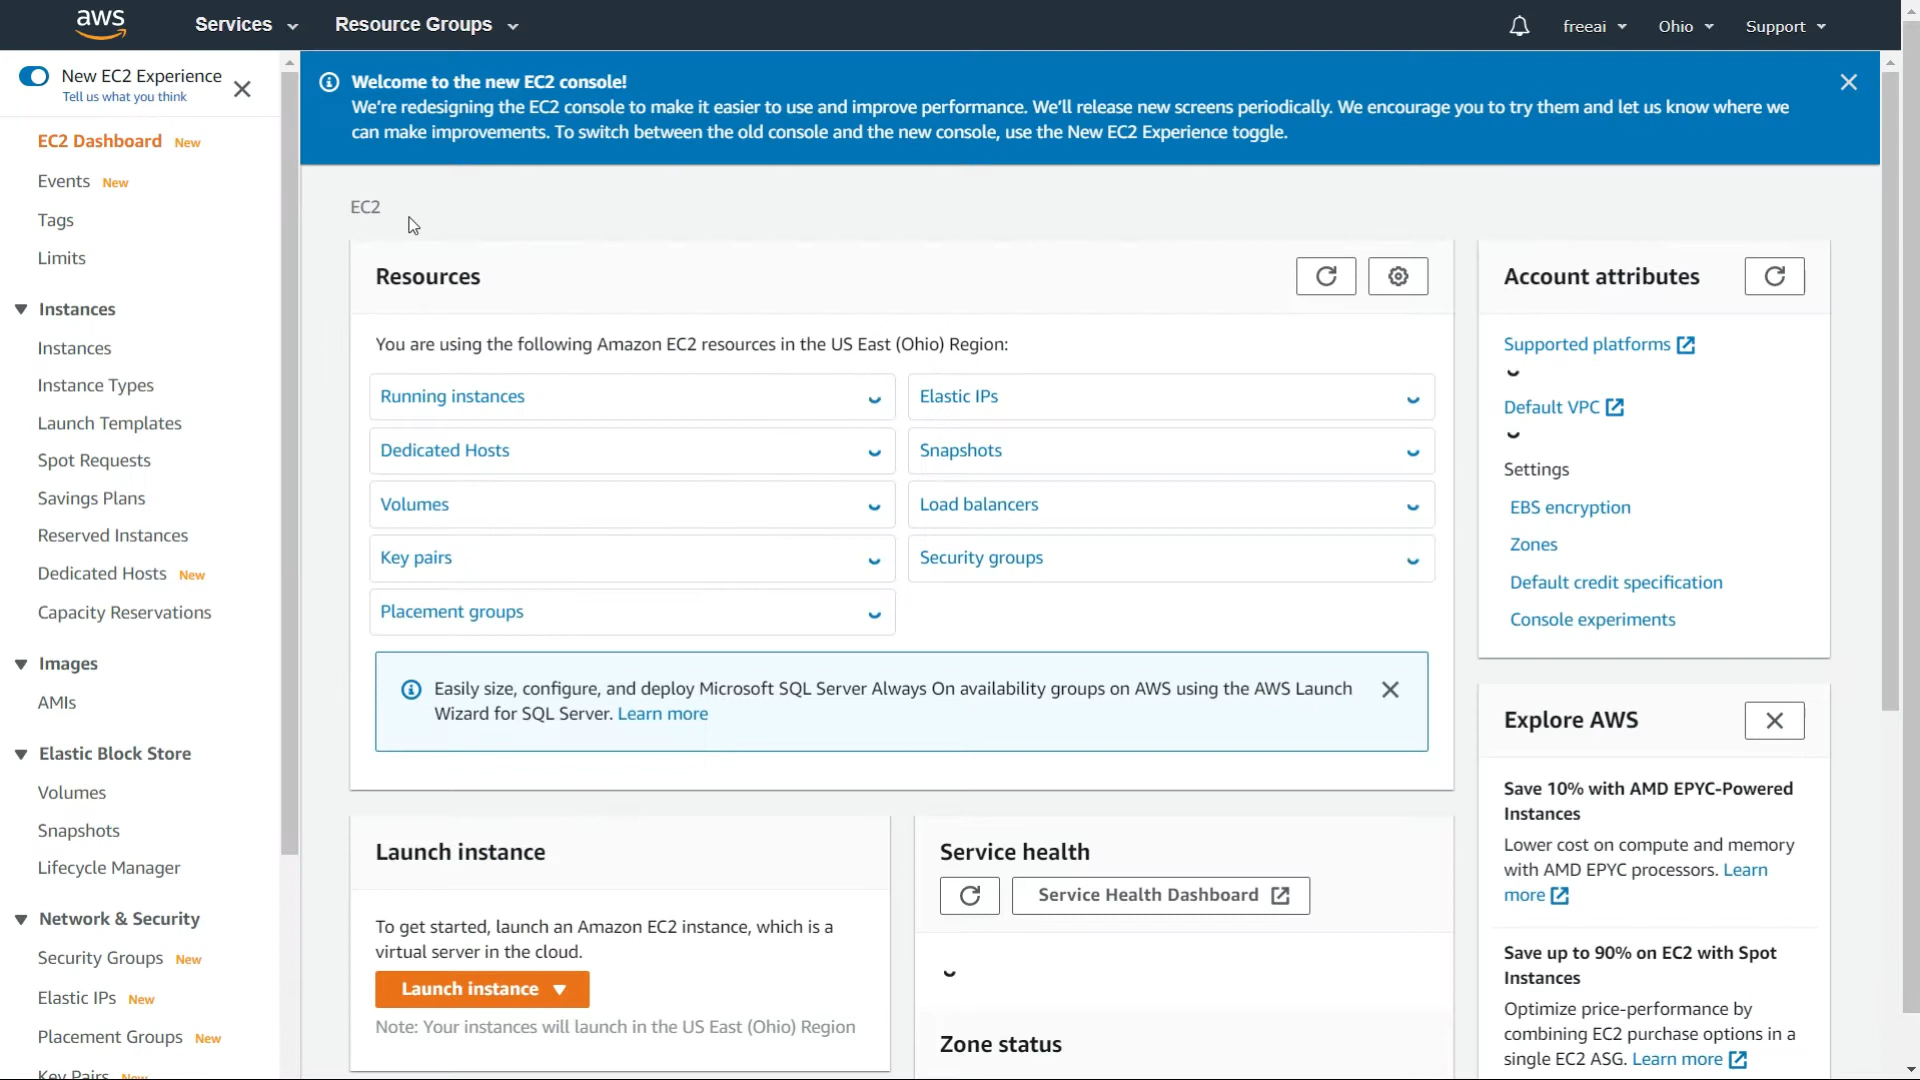 aws
Services
Resource Groups
freeai
Ohio
Support
New EC2 Experience
Tell us what you think
EC2 Dashboard New
Events New
Tags
Limits
Instances
Instances
Instance Types
Launch Templates
Spot Requests
Savings Plans
Reserved Instances
Dedicated Hosts New
Capacity Reservations
Images
AMIs
Elastic Block Store
Volumes
Snapshots
Lifecycle Manager
Network & Security
Security Groups New
Elastic IPs New
Placement Groups New
Key Pairs New
Welcome to the new EC2 console!
We're redesigning the EC2 console to make it easier to use and improve performance. We'll release new screens periodically. We encourage you to try them and let us know where we
can make improvements. To switch between the old console and the new console, use the New EC2 Experience toggle.
EC2
Resources
You are using the following Amazon EC2 resources in the US East (Ohio) Region:
Running instances
Elastic IPs
Dedicated Hosts
Snapshots
Volumes
Load balancers
Key pairs
Security groups
Placement groups
Easily size, configure, and deploy Microsoft SQL Server Always On availability groups on AWS using the AWS Launch
Wizard for SQL Server. Learn more
Launch instance
To get started, launch an Amazon EC2 instance, which is a
virtual server in the cloud.
Launch instance
Note: Your instances will launch in the US East (Ohio) Region
Service health
Service Health Dashboard
Zone status
Account attributes
Supported platforms
Default VPC
Settings
EBS encryption
Zones
Default credit specification
Console experiments
Explore AWS
Save 10% with AMD EPYC-Powered
Instances
Lower cost on compute and memory
with AMD EPYC processors. Learn
more
Save up to 90% on EC2 with Spot
Instances
Optimize price-performance by
combining EC2 purchase options in a
single EC2 ASG. Learn more